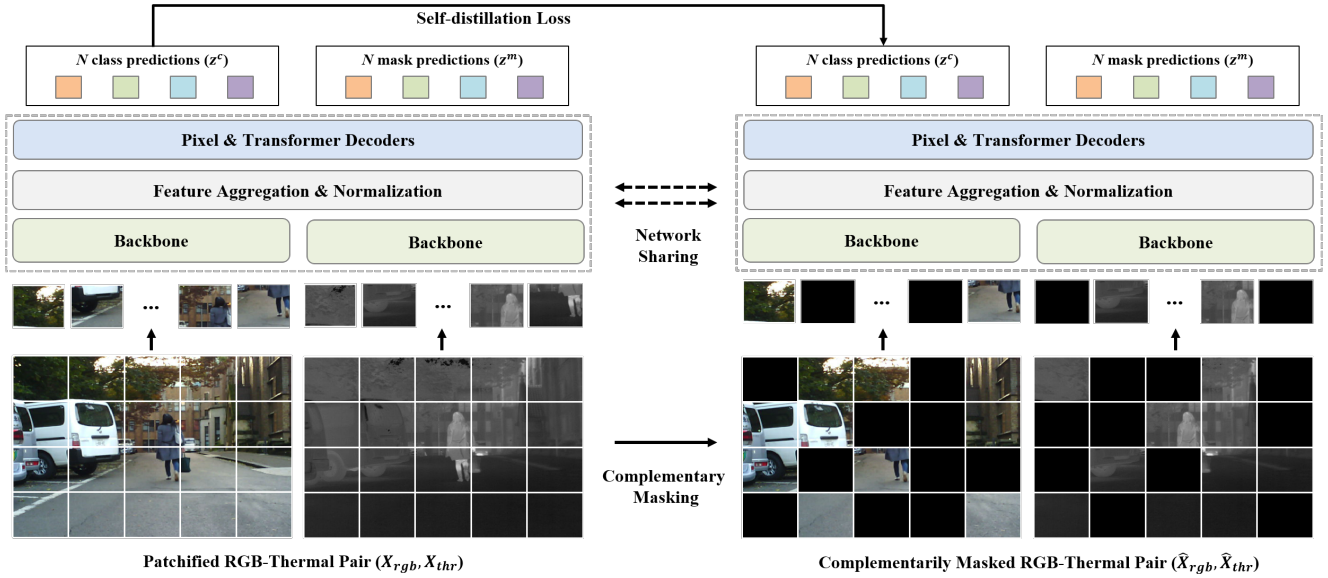 Self-distillation Loss
N class predictions (z^c)
N mask predictions (z^m)
N class predictions (z^c)
N mask predictions (z^m)
Pixel & Transformer Decoders
Pixel & Transformer Decoders
Feature Aggregation & Normalization
Feature Aggregation & Normalization
Backbone
Backbone
Network
Sharing
Backbone
Backbone
...
...
...
...
Complementary
Masking
Patchified RGB-Thermal Pair (X_rgb, X_thr)
Complementarily Masked RGB-Thermal Pair (X̂_rgb, X̂_thr)